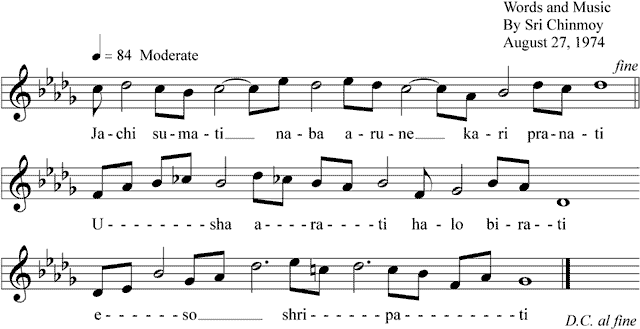 Words and Music
By Sri Chinmoy
August 27, 1974
♩ = 84 Moderate
fine
Ja - chi su - ma - ti na - ba a - ru - ne ka - ri pra - na - ti
U - - - - - - - - sha a - - - - ra - - - - ti ha - lo bi - ra - - ti
e - - - - so shri - - - - - pa - - - - - - - - ti
D.C. al fine